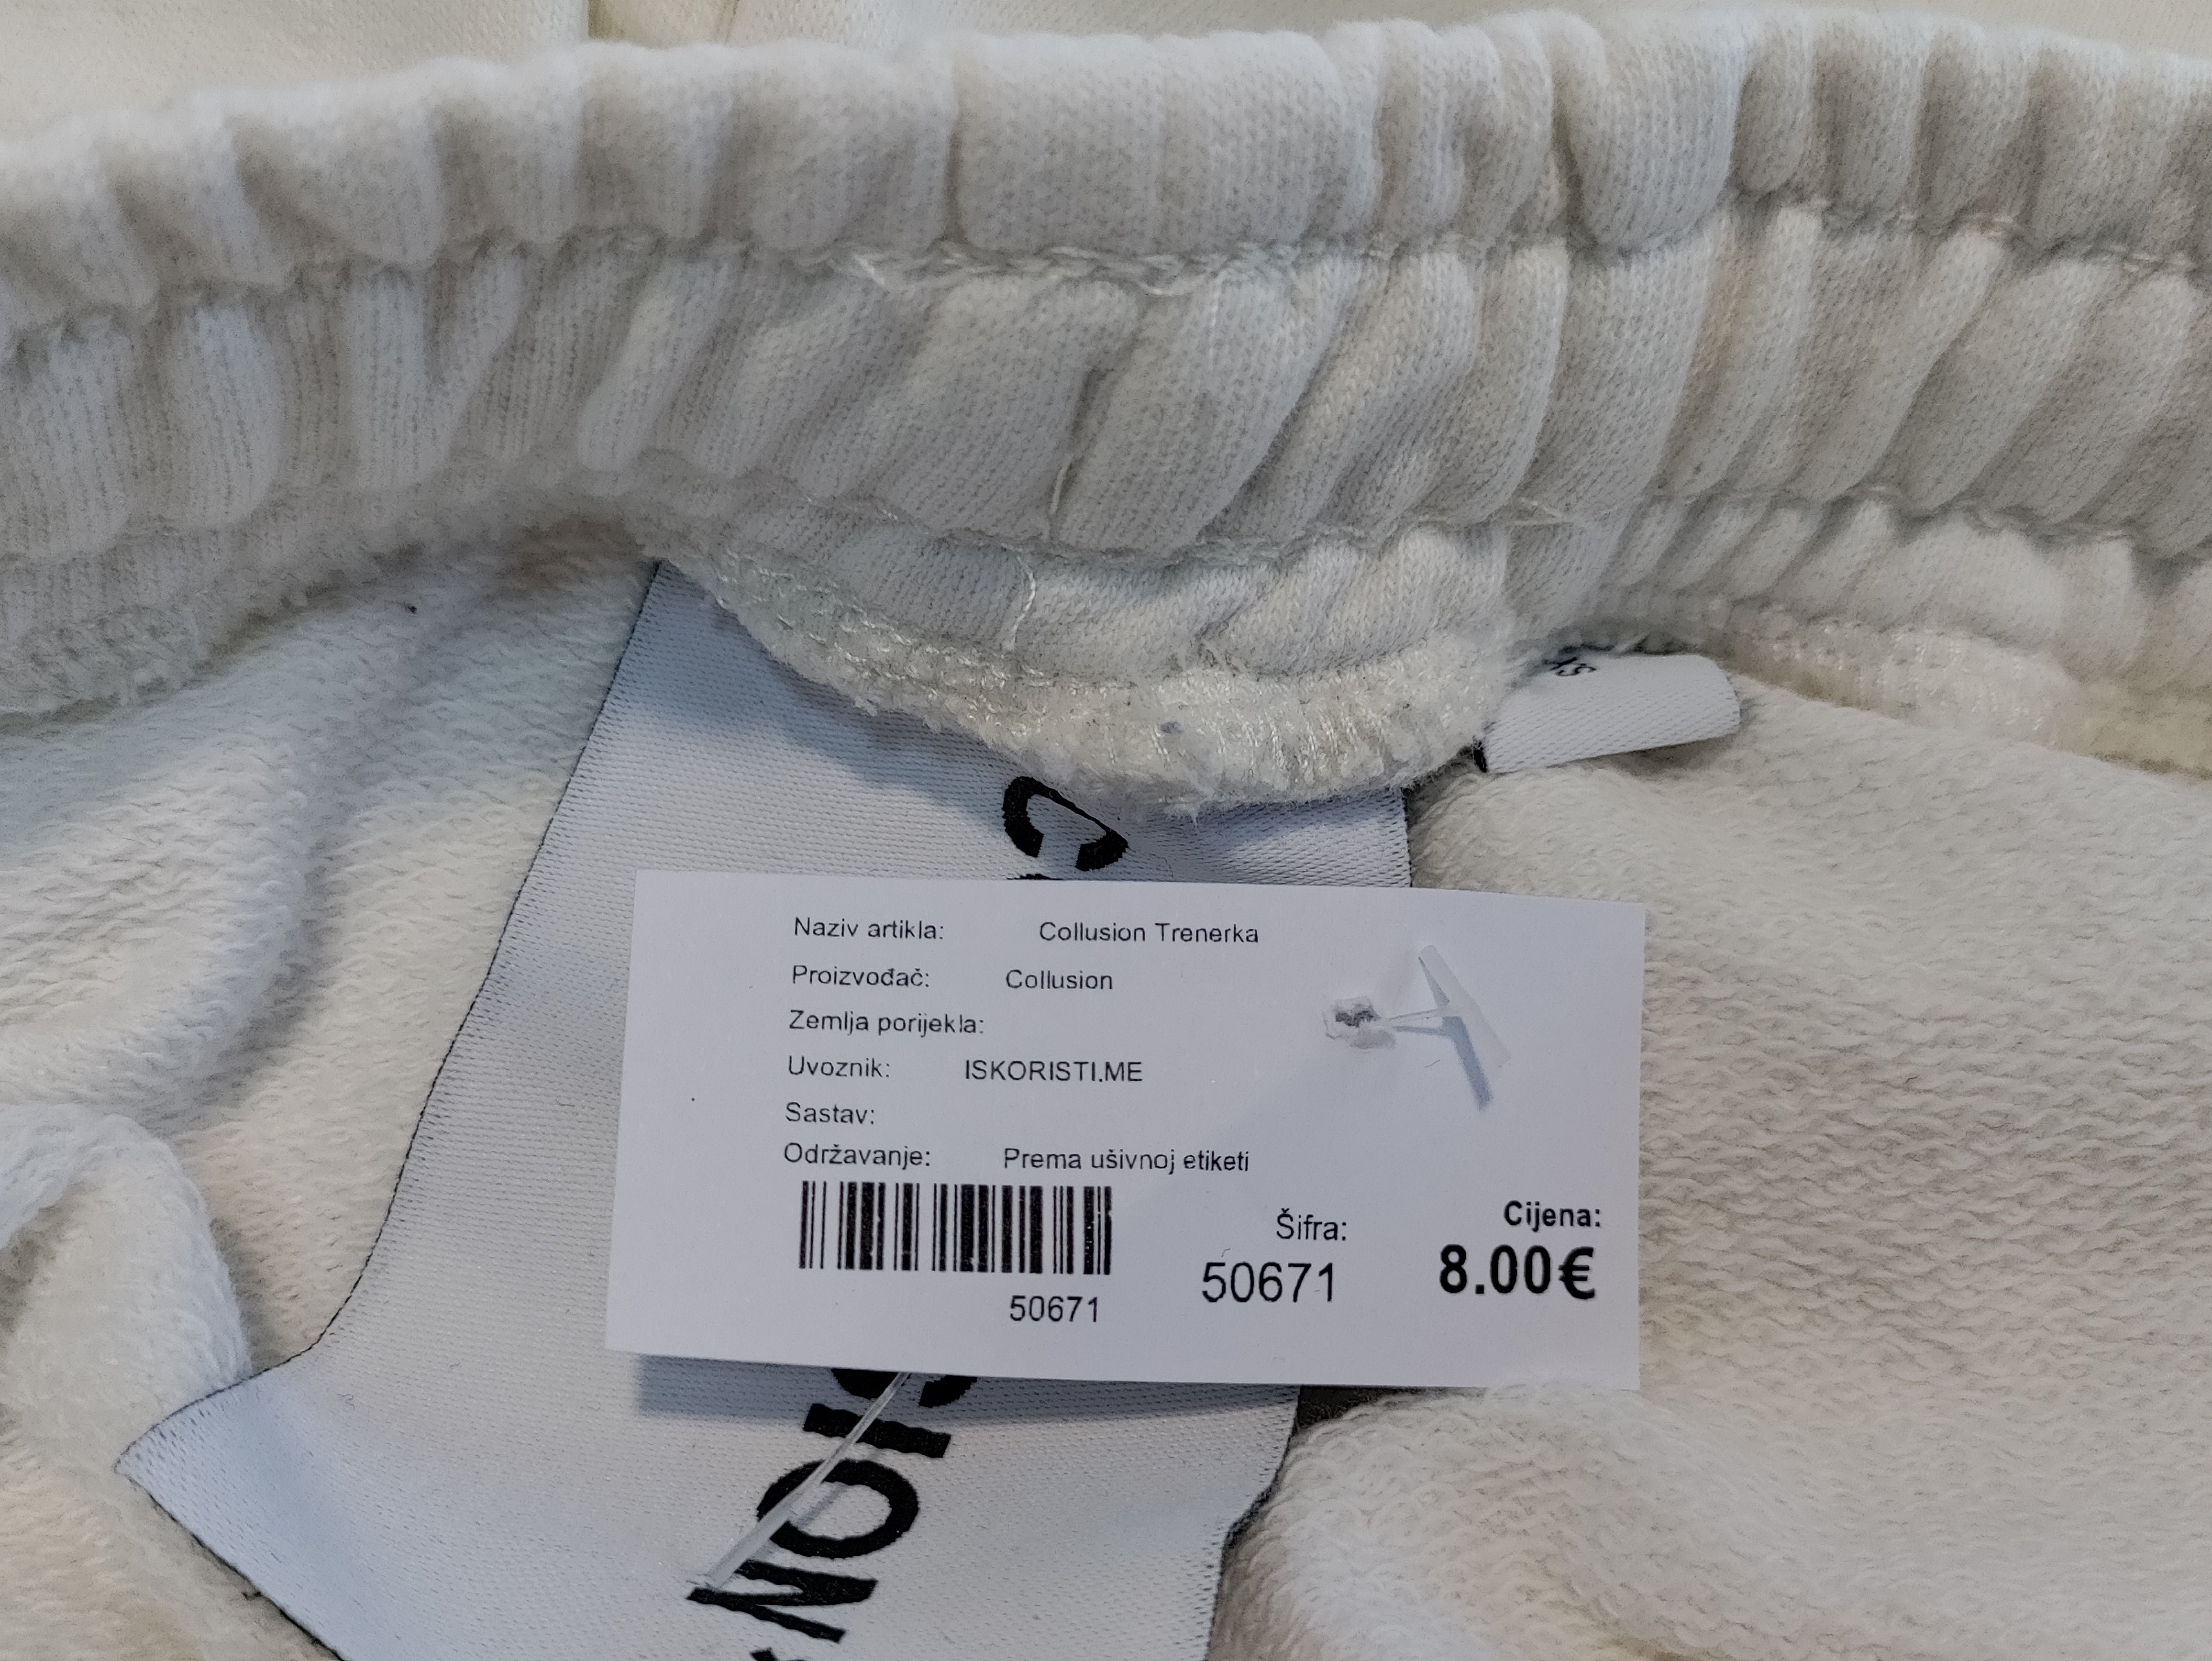 Naziv artikla: Collusion Trenerka
Proizvođač: Collusion
Zemlja porijekla:
Uvoznik: ISKORISTI.ME
Sastav:
Održavanje: Prema ušivnoj etiketi
50671
Šifra:
50671
Cijena:
8.00€